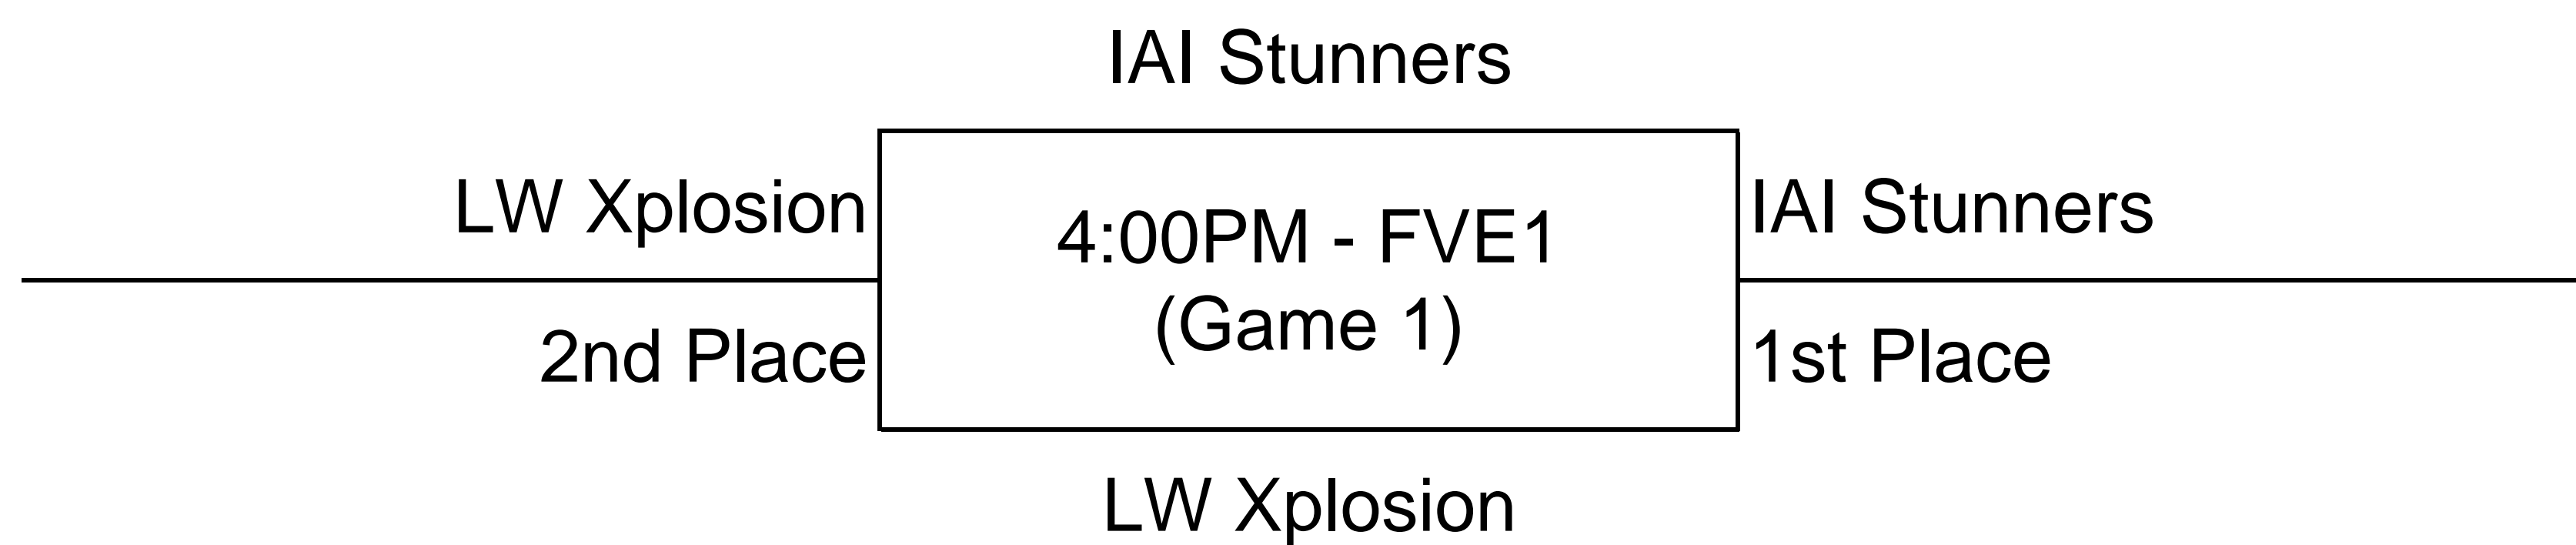 IAI Stunners
LW Xplosion
IAI Stunners
4:00PM - FVE1
(Game 1)
2nd Place
1st Place
LW Xplosion